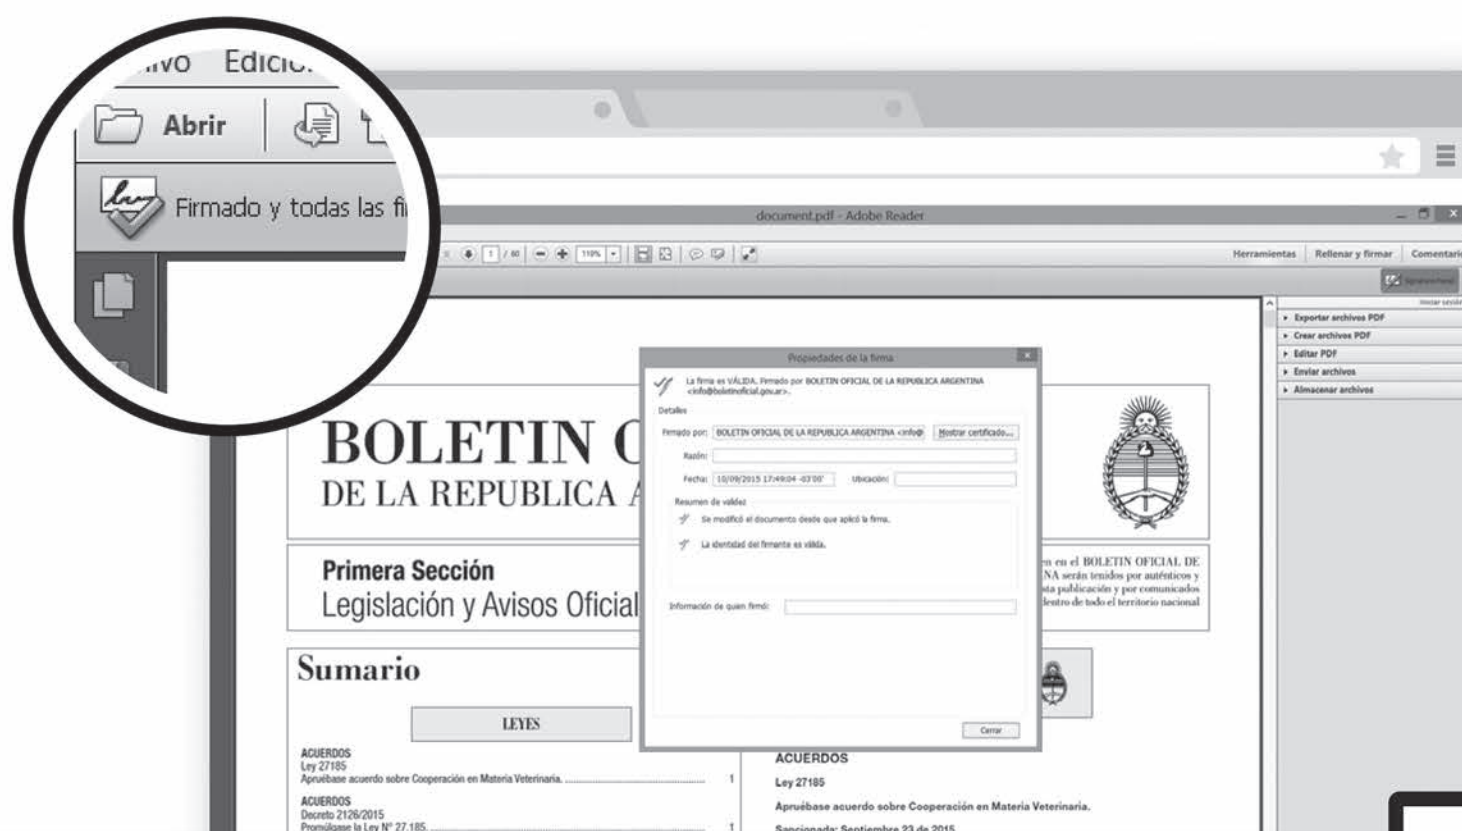 Edicio
Abrir
Firmado y todas las fi
document.pdf - Adobe Reader
1 / 60
110%
Herramientas
Rellenar y firmar
Comentario
Iniciar sesión
Exportar archivos PDF
Crear archivos PDF
Editar PDF
Enviar archivos
Almacenar archivos
Propiedades de la firma
La firma es VÁLIDA. Firmado por BOLETIN OFICIAL DE LA REPUBLICA ARGENTINA
<info@boletinoficial.gov.ar>.
Detalles
Firmado por: BOLETIN OFICIAL DE LA REPUBLICA ARGENTINA <info@
Mostrar certificado...
Razón:
Fecha: 10/09/2015 17:49:04 -03'00'
Ubicación:
Resumen de validez
Se modificó el documento desde que aplicó la firma.
La identidad del firmante es válida.
Información de quien firmó:
Cerrar
BOLETIN O
DE LA REPUBLICA A
Primera Sección
Legislación y Avisos Oficial
en en el BOLETIN OFICIAL DE
NA serán tenidos por auténticos y
sta publicación y por comunicados
dentro de todo el territorio nacional
Sumario
LEYES
ACUERDOS
Ley 27185
Apruébase acuerdo sobre Cooperación en Materia Veterinaria. 1
ACUERDOS
Decreto 2126/2015
Promúlgase la Ley N° 27.185. 1
ACUERDOS
Ley 27185
Apruébase acuerdo sobre Cooperación en Materia Veterinaria.
Sancionada: Septiembre 23 de 2015